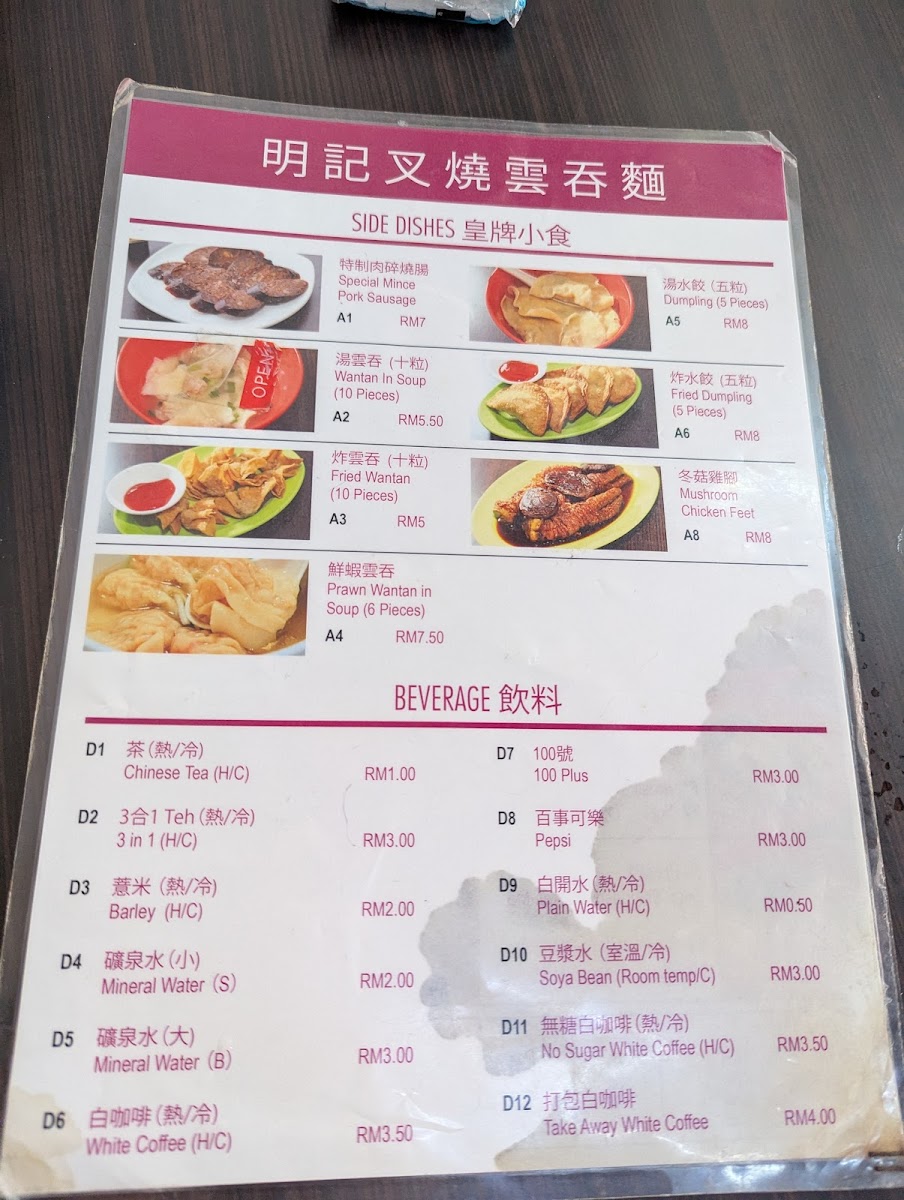 明記叉燒雲吞麵
SIDE DISHES 皇牌小食
特制肉碎燒腸
Special Mince
Pork Sausage
A1 RM7
湯水餃（五粒）
Dumpling (5 Pieces)
A5 RM8
OPEN
湯雲吞（十粒）
Wantan In Soup
(10 Pieces)
A2 RM5.50
炸水餃（五粒）
Fried Dumpling
(5 Pieces)
A6 RM8
炸雲吞（十粒）
Fried Wantan
(10 Pieces)
A3 RM5
冬菇雞腳
Mushroom
Chicken Feet
A8 RM8
鮮蝦雲吞
Prawn Wantan in
Soup (6 Pieces)
A4 RM7.50
BEVERAGE 飲料
D1 茶（熱/冷）
Chinese Tea (H/C) RM1.00
D2 3合1 Teh（熱/冷）
3 in 1 (H/C) RM3.00
D3 薏米（熱/冷）
Barley (H/C) RM2.00
D4 礦泉水（小）
Mineral Water（S） RM2.00
D5 礦泉水（大）
Mineral Water（B） RM3.00
D6 白咖啡（熱/冷）
White Coffee (H/C) RM3.50
D7 100號
100 Plus RM3.00
D8 百事可樂
Pepsi RM3.00
D9 白開水（熱/冷）
Plain Water (H/C) RM0.50
D10 豆漿水（室溫/冷）
Soya Bean (Room temp/C) RM3.00
D11 無糖白咖啡（熱/冷）
No Sugar White Coffee (H/C) RM3.50
D12 打包白咖啡
Take Away White Coffee RM4.00